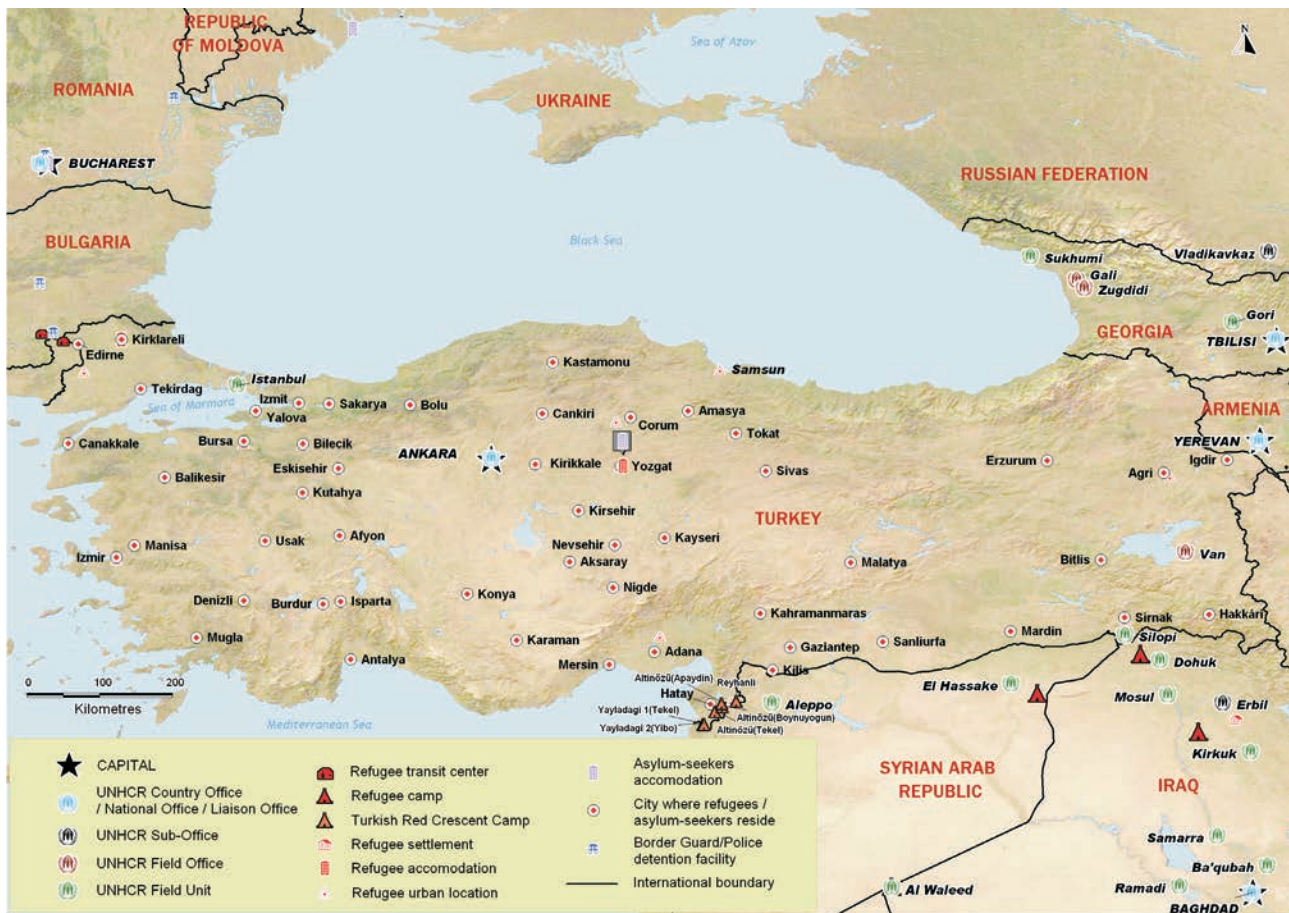 REPUBLIC
OF MOLDOVA
Sea of Azov
N
ROMANIA
UKRAINE
BUCHAREST
RUSSIAN FEDERATION
BULGARIA
Black Sea
Sukhumi
Vladikavkaz
Gali
Zugdidi
Gori
GEORGIA
TBILISI
Kirklareli
Edirne
Kastamonu
Samsun
Istanbul
Tekirdag
Sea of Marmara
Izmit
Yalova
Sakarya
Bolu
Cankiri
Corum
Amasya
Tokat
ARMENIA
YEREVAN
Canakkale
Bursa
Bilecik
ANKARA
Kirikkale
Yozgat
Sivas
Erzurum
Agri
Igdir
Balikesir
Eskisehir
Kutahya
Kirsehir
TURKEY
Manisa
Izmir
Usak
Afyon
Nevsehir
Kayseri
Aksaray
Malatya
Bitlis
Van
Denizli
Burdur
Isparta
Konya
Nigde
Kahramanmaras
Sirnak
Hakkâri
Mugla
Karaman
Adana
Gaziantep
Sanliurfa
Mardin
Silopi
Antalya
Mersin
Kilis
Dohuk
0 50 100 200
Kilometres
Mediterranean Sea
Altinözü(Apaydin)
Reyhanli
Hatay
Yayladagi 1(Tekel)
Altinözü(Boynuyogun)
Yayladagi 2(Yibo)
Altinözü(Tekel)
Aleppo
El Hassake
Mosul
Erbil
Kirkuk
SYRIAN ARAB
REPUBLIC
IRAQ
Samarra
Ba'qubah
Al Waleed
Ramadi
BAGHDAD
CAPITAL
UNHCR Country Office
/ National Office / Liaison Office
UNHCR Sub-Office
UNHCR Field Office
UNHCR Field Unit
Refugee transit center
Refugee camp
Turkish Red Crescent Camp
Refugee settlement
Refugee accomodation
Refugee urban location
Asylum-seekers
accomodation
City where refugees /
asylum-seekers reside
Border Guard/Police
detention facility
International boundary